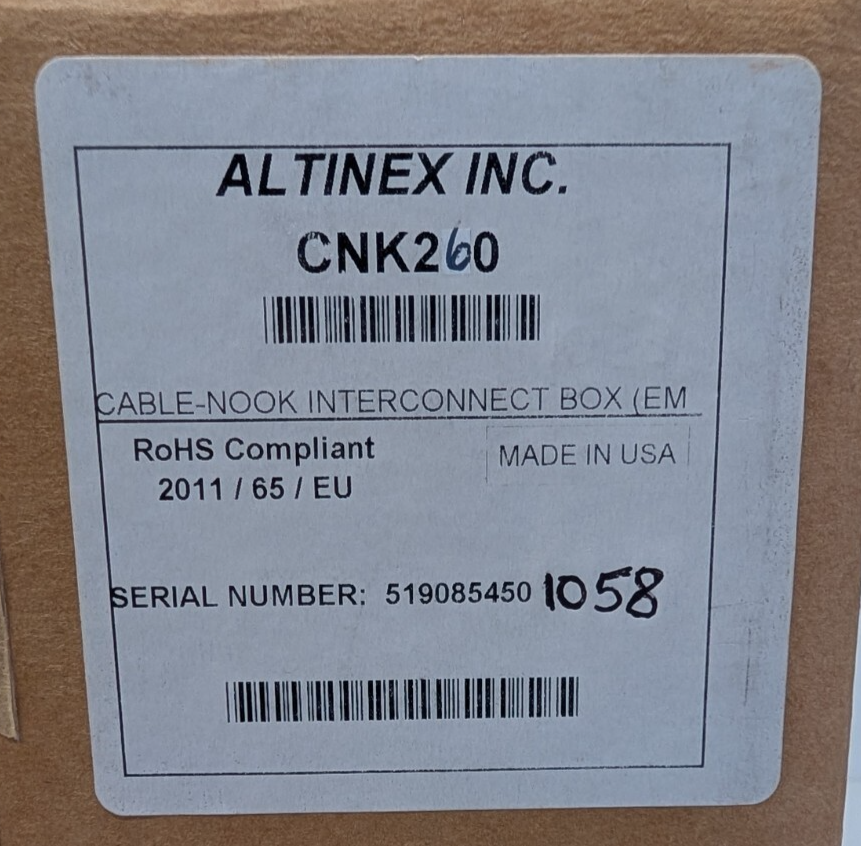 ALTINEX INC.
CNK260
CABLE-NOOK INTERCONNECT BOX (EM
RoHS Compliant MADE IN USA
2011 / 65 / EU
SERIAL NUMBER: 519085450 1058